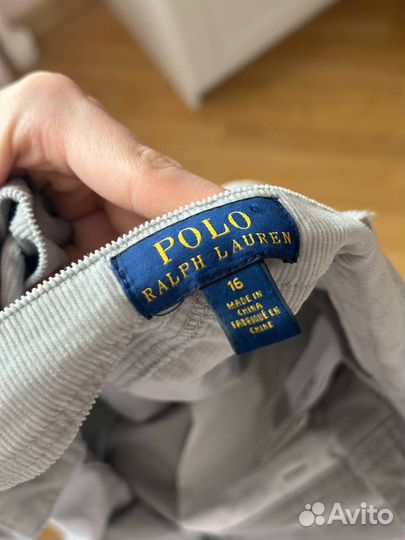 POLO
RALPH LAUREN
16
MADE IN
CHINA
FABRIQUÉ EN
CHINE
Avito